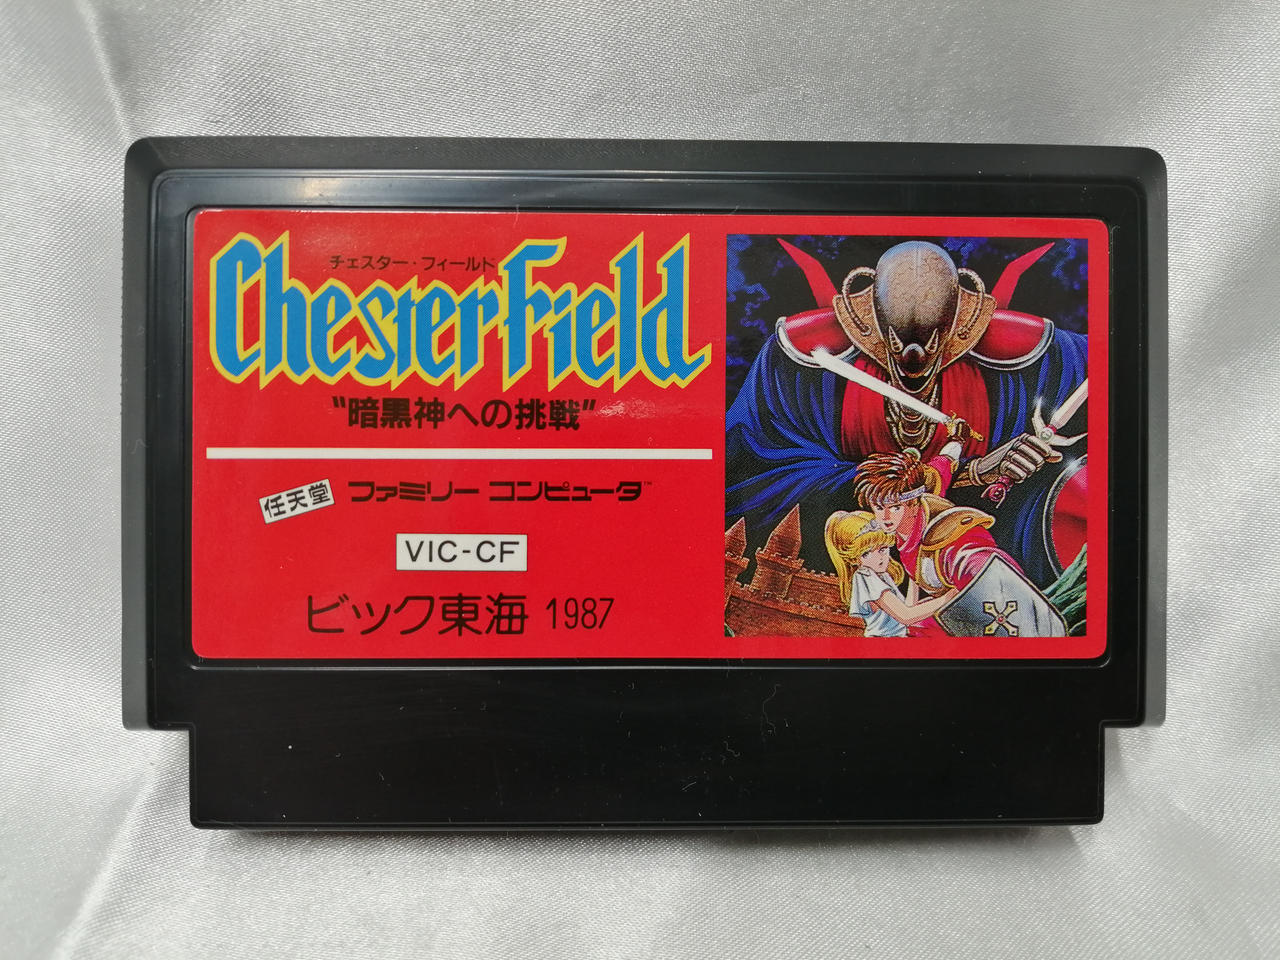 チェスター・フィールド
ChesterField
"暗黒神への挑戦"
任天堂 ファミリー コンピュータ™
VIC-CF
ビック東海 1987